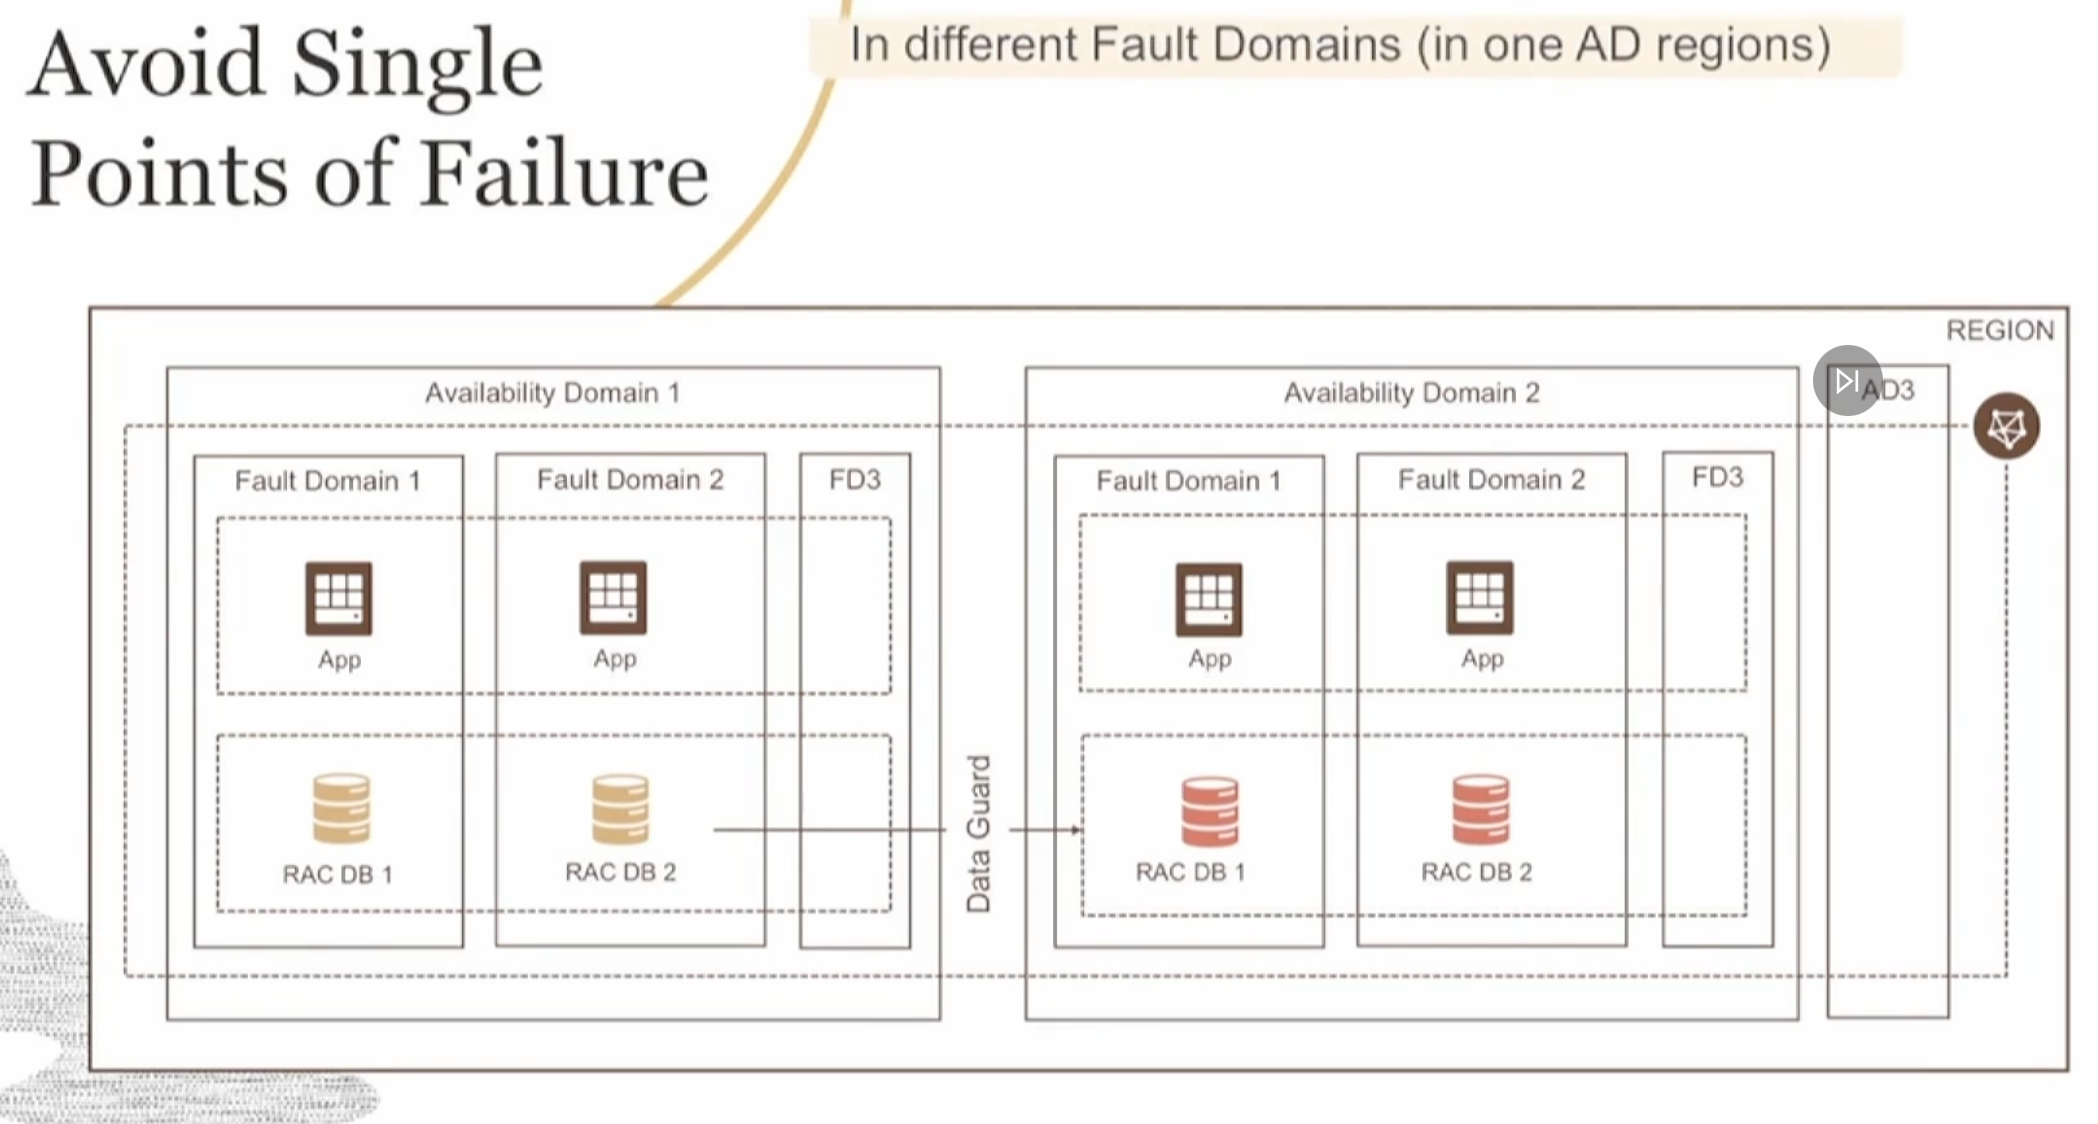 Avoid Single
Points of Failure
In different Fault Domains (in one AD regions)
REGION
Availability Domain 1
Availability Domain 2
AD3
Fault Domain 1
Fault Domain 2
FD3
Fault Domain 1
Fault Domain 2
FD3
App
App
App
App
Data Guard
RAC DB 1
RAC DB 2
RAC DB 1
RAC DB 2